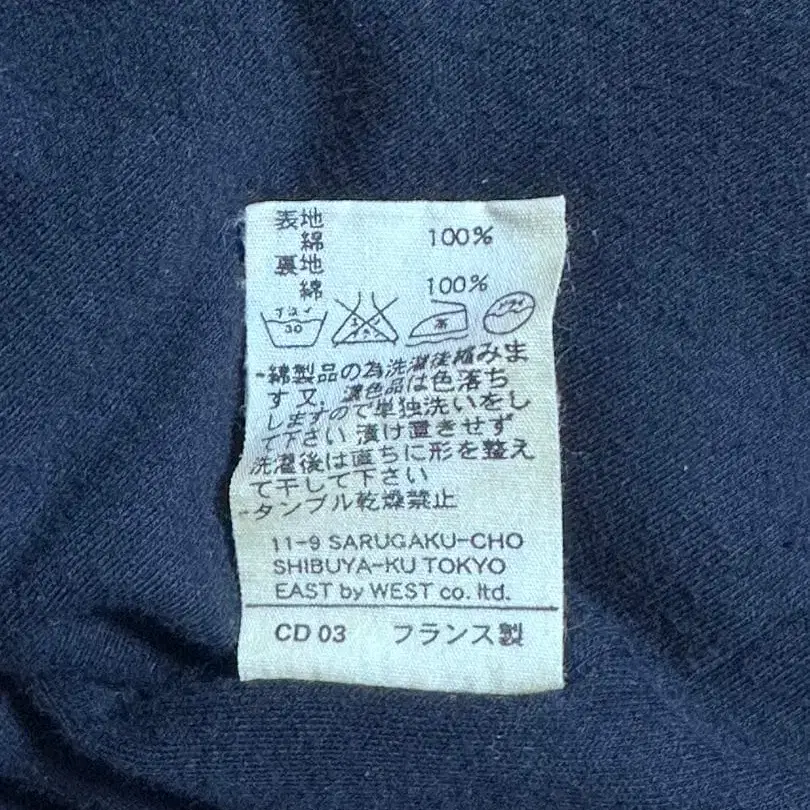 表地
綿 100%
裏地
綿 100%
30 高 ドライ
-綿製品の為洗濯後縮みま
す又、濃色品は色落ち
しますので単独洗いをし
て下さい 漬け置きせず
洗濯後は直ちに形を整え
て干して下さい
-タンブル乾燥禁止
11-9 SARUGAKU-CHO
SHIBUYA-KU TOKYO
EAST by WEST co. ltd.
CD 03 フランス製